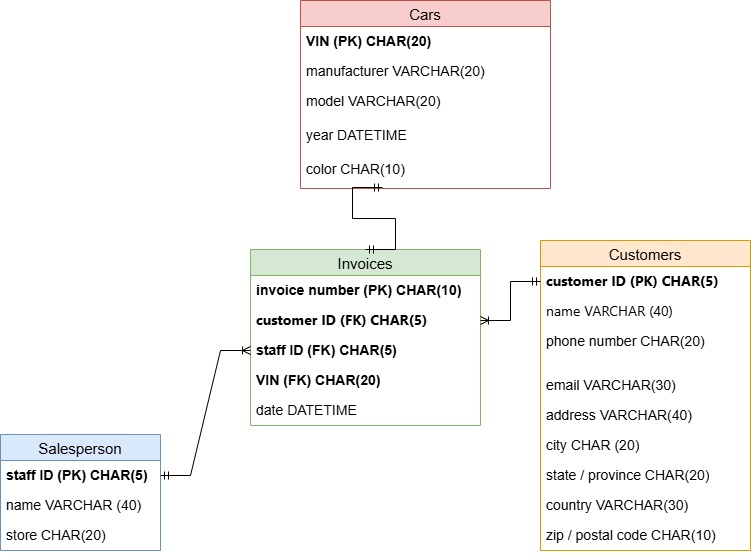 Cars
VIN (PK) CHAR(20)
manufacturer VARCHAR(20)
model VARCHAR(20)
year DATETIME
color CHAR(10)
Invoices
invoice number (PK) CHAR(10)
customer ID (FK) CHAR(5)
staff ID (FK) CHAR(5)
VIN (FK) CHAR(20)
date DATETIME
Customers
customer ID (PK) CHAR(5)
name VARCHAR (40)
phone number CHAR(20)
email VARCHAR(30)
address VARCHAR(40)
city CHAR (20)
state / province CHAR(20)
country VARCHAR(30)
zip / postal code CHAR(10)
Salesperson
staff ID (PK) CHAR(5)
name VARCHAR (40)
store CHAR(20)